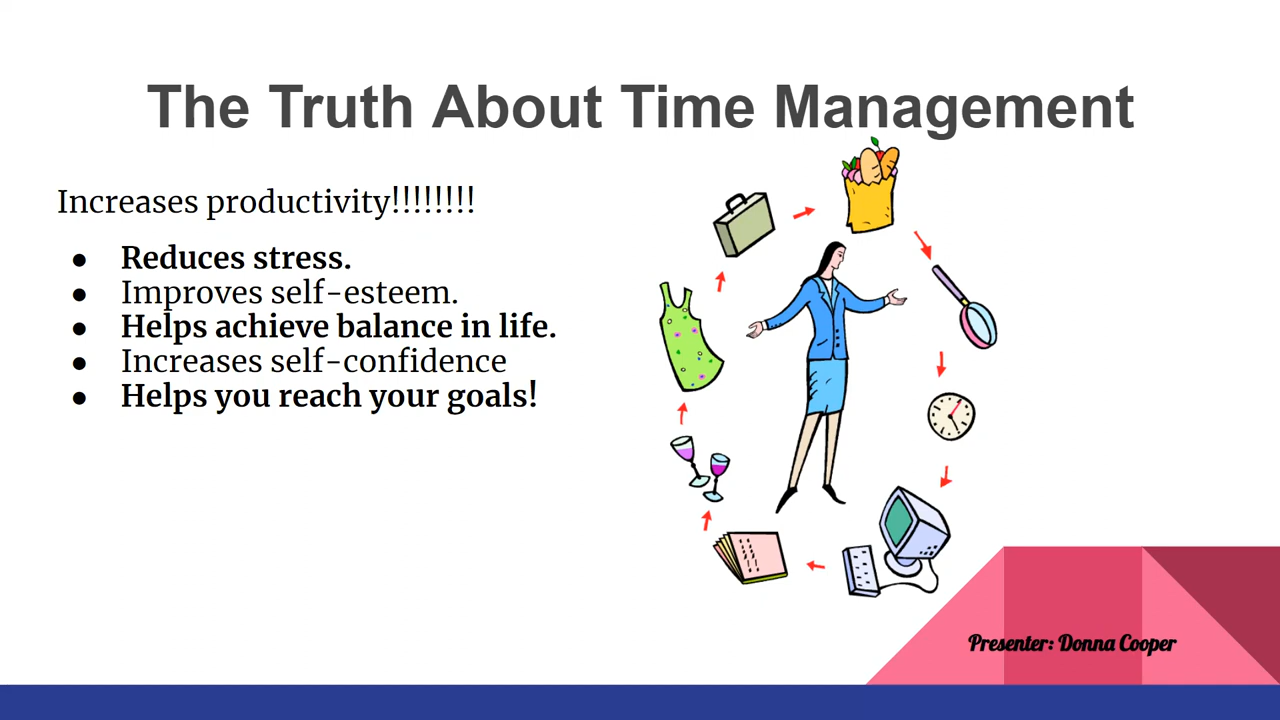 The Truth About Time Management
Increases productivity!!!!!!!!
● Reduces stress.
● Improves self-esteem.
● Helps achieve balance in life.
● Increases self-confidence
● Helps you reach your goals!
Presenter: Donna Cooper